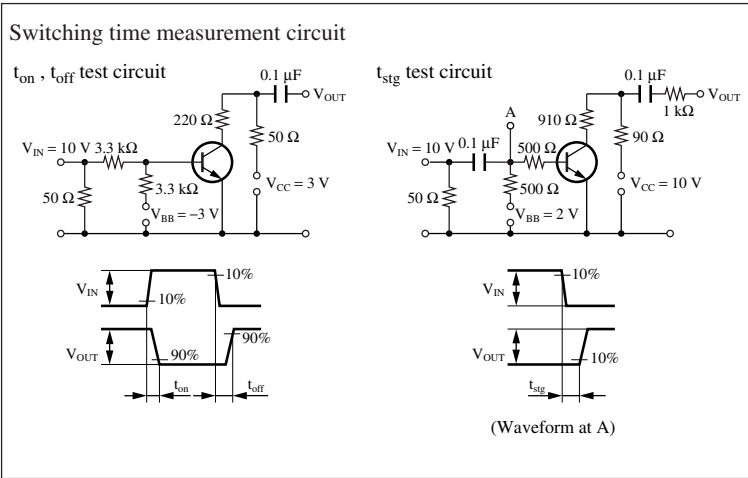 Switching time measurement circuit
t_on , t_off test circuit
0.1 μF
V_OUT
220 Ω
50 Ω
V_IN = 10 V 3.3 kΩ
3.3 kΩ
50 Ω
V_BB = −3 V
V_CC = 3 V
V_IN
10%
10%
V_OUT
90%
90%
t_on
t_off
t_stg test circuit
0.1 μF
V_OUT
1 kΩ
A
910 Ω
90 Ω
V_IN = 10 V 0.1 μF
500 Ω
500 Ω
50 Ω
V_BB = 2 V
V_CC = 10 V
V_IN
10%
V_OUT
10%
t_stg
(Waveform at A)